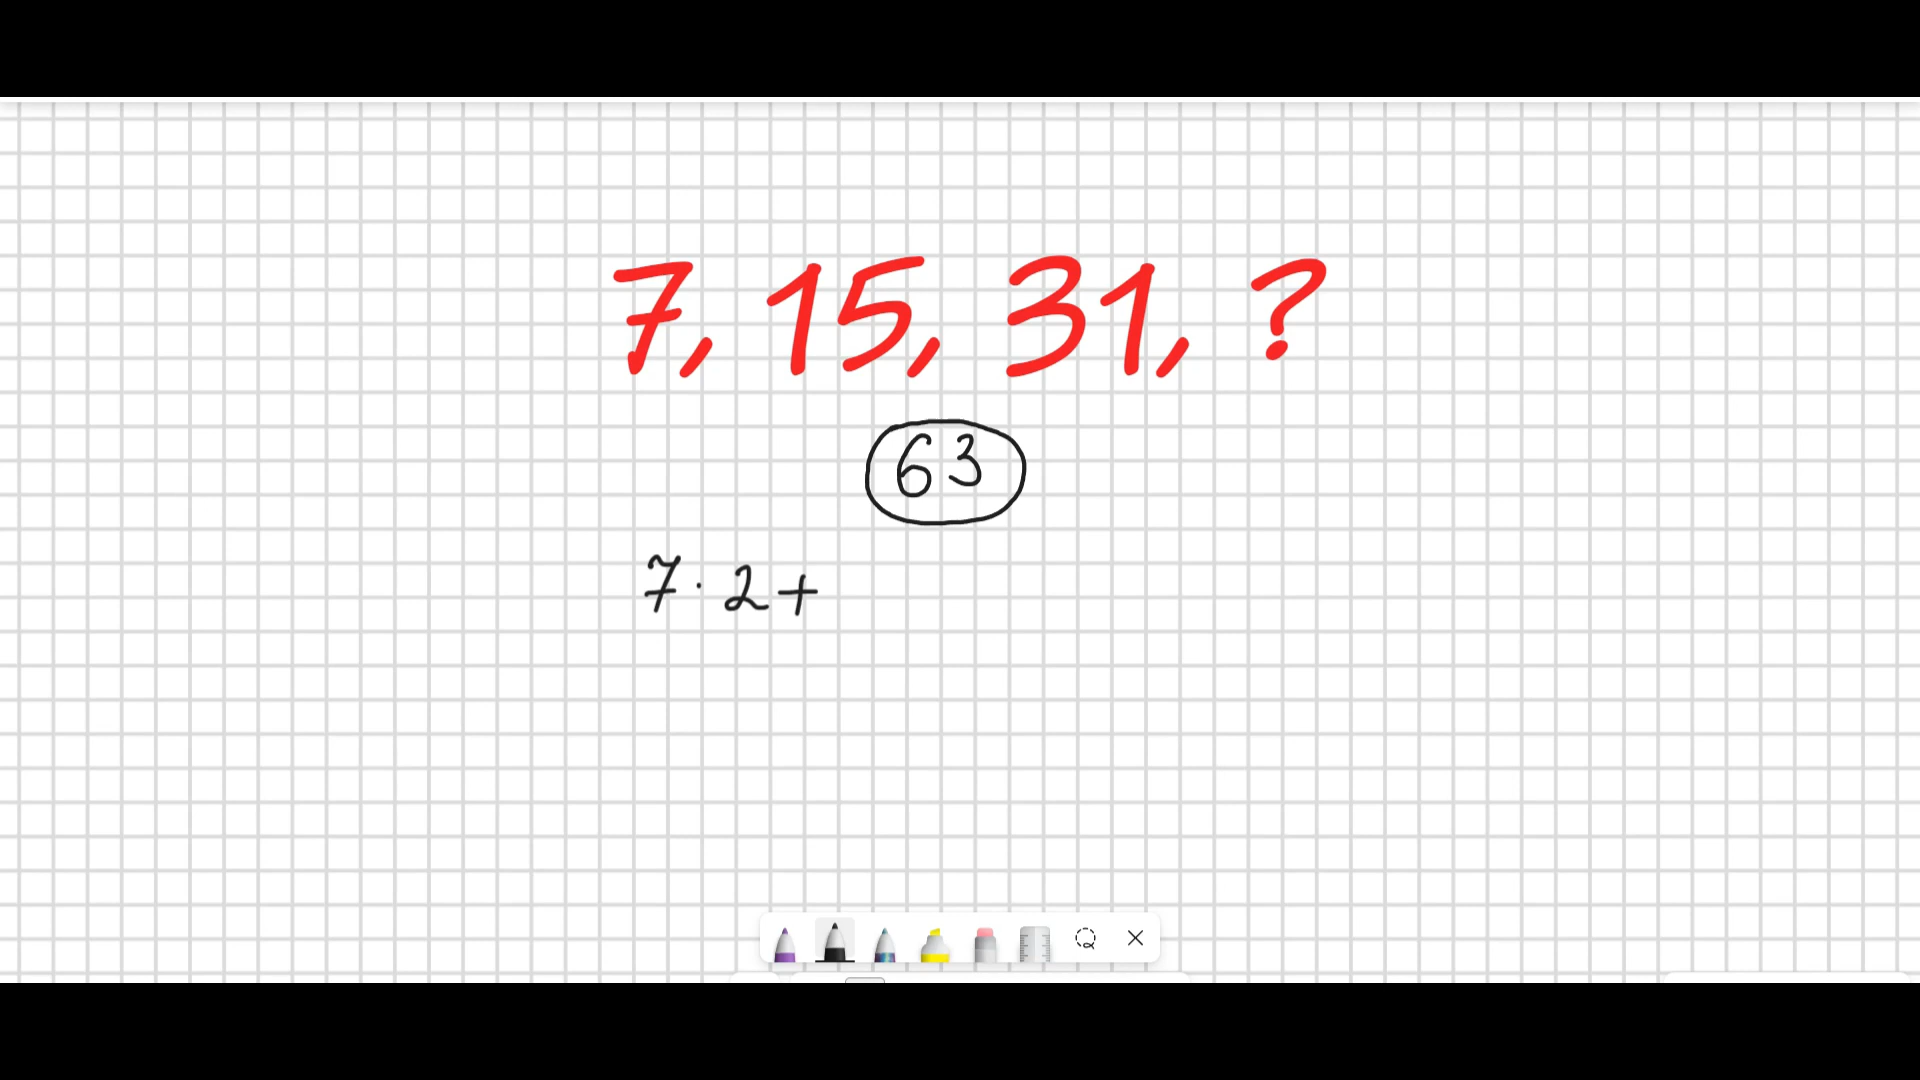 7, 15, 31, ?
63
7 · 2 +